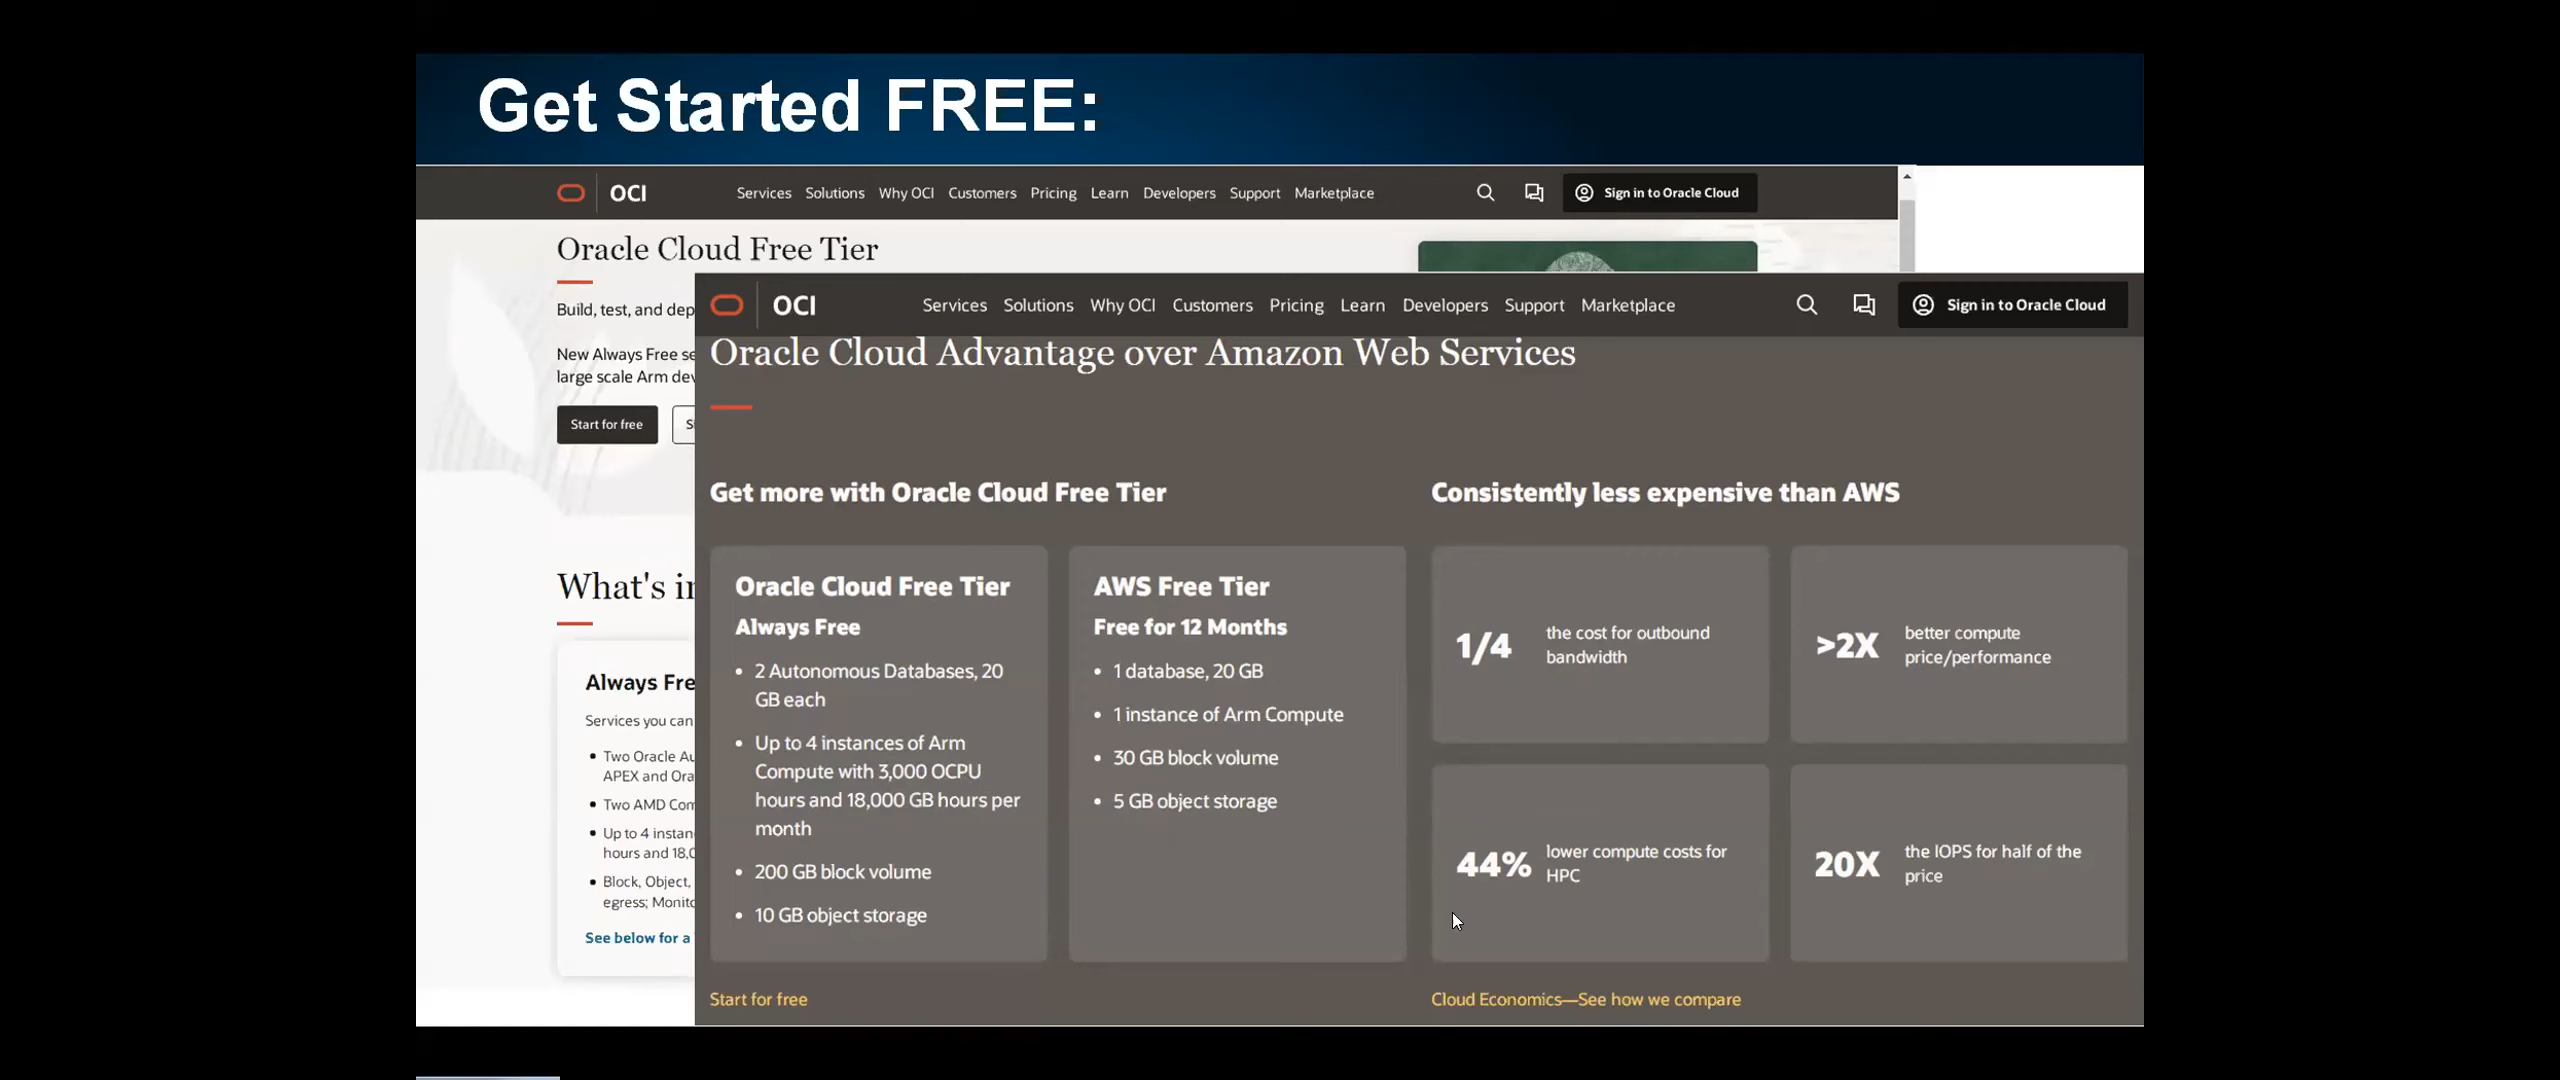 Get Started FREE:
OCI Services Solutions Why OCI Customers Pricing Learn Developers Support Marketplace Sign in to Oracle Cloud
Oracle Cloud Free Tier
Build, test, and dep
New Always Free se
large scale Arm dev
Start for free
What's in
Always Fre
Services you can
• Two Oracle Au
APEX and Ora
• Two AMD Com
• Up to 4 instan
hours and 18,0
• Block, Object,
egress; Monito
See below for a
OCI Services Solutions Why OCI Customers Pricing Learn Developers Support Marketplace Sign in to Oracle Cloud
Oracle Cloud Advantage over Amazon Web Services
Get more with Oracle Cloud Free Tier
Oracle Cloud Free Tier
Always Free
• 2 Autonomous Databases, 20
GB each
• Up to 4 instances of Arm
Compute with 3,000 OCPU
hours and 18,000 GB hours per
month
• 200 GB block volume
• 10 GB object storage
AWS Free Tier
Free for 12 Months
• 1 database, 20 GB
• 1 instance of Arm Compute
• 30 GB block volume
• 5 GB object storage
Start for free
Consistently less expensive than AWS
1/4 the cost for outbound
bandwidth
>2X better compute
price/performance
44% lower compute costs for
HPC
20X the IOPS for half of the
price
Cloud Economics—See how we compare